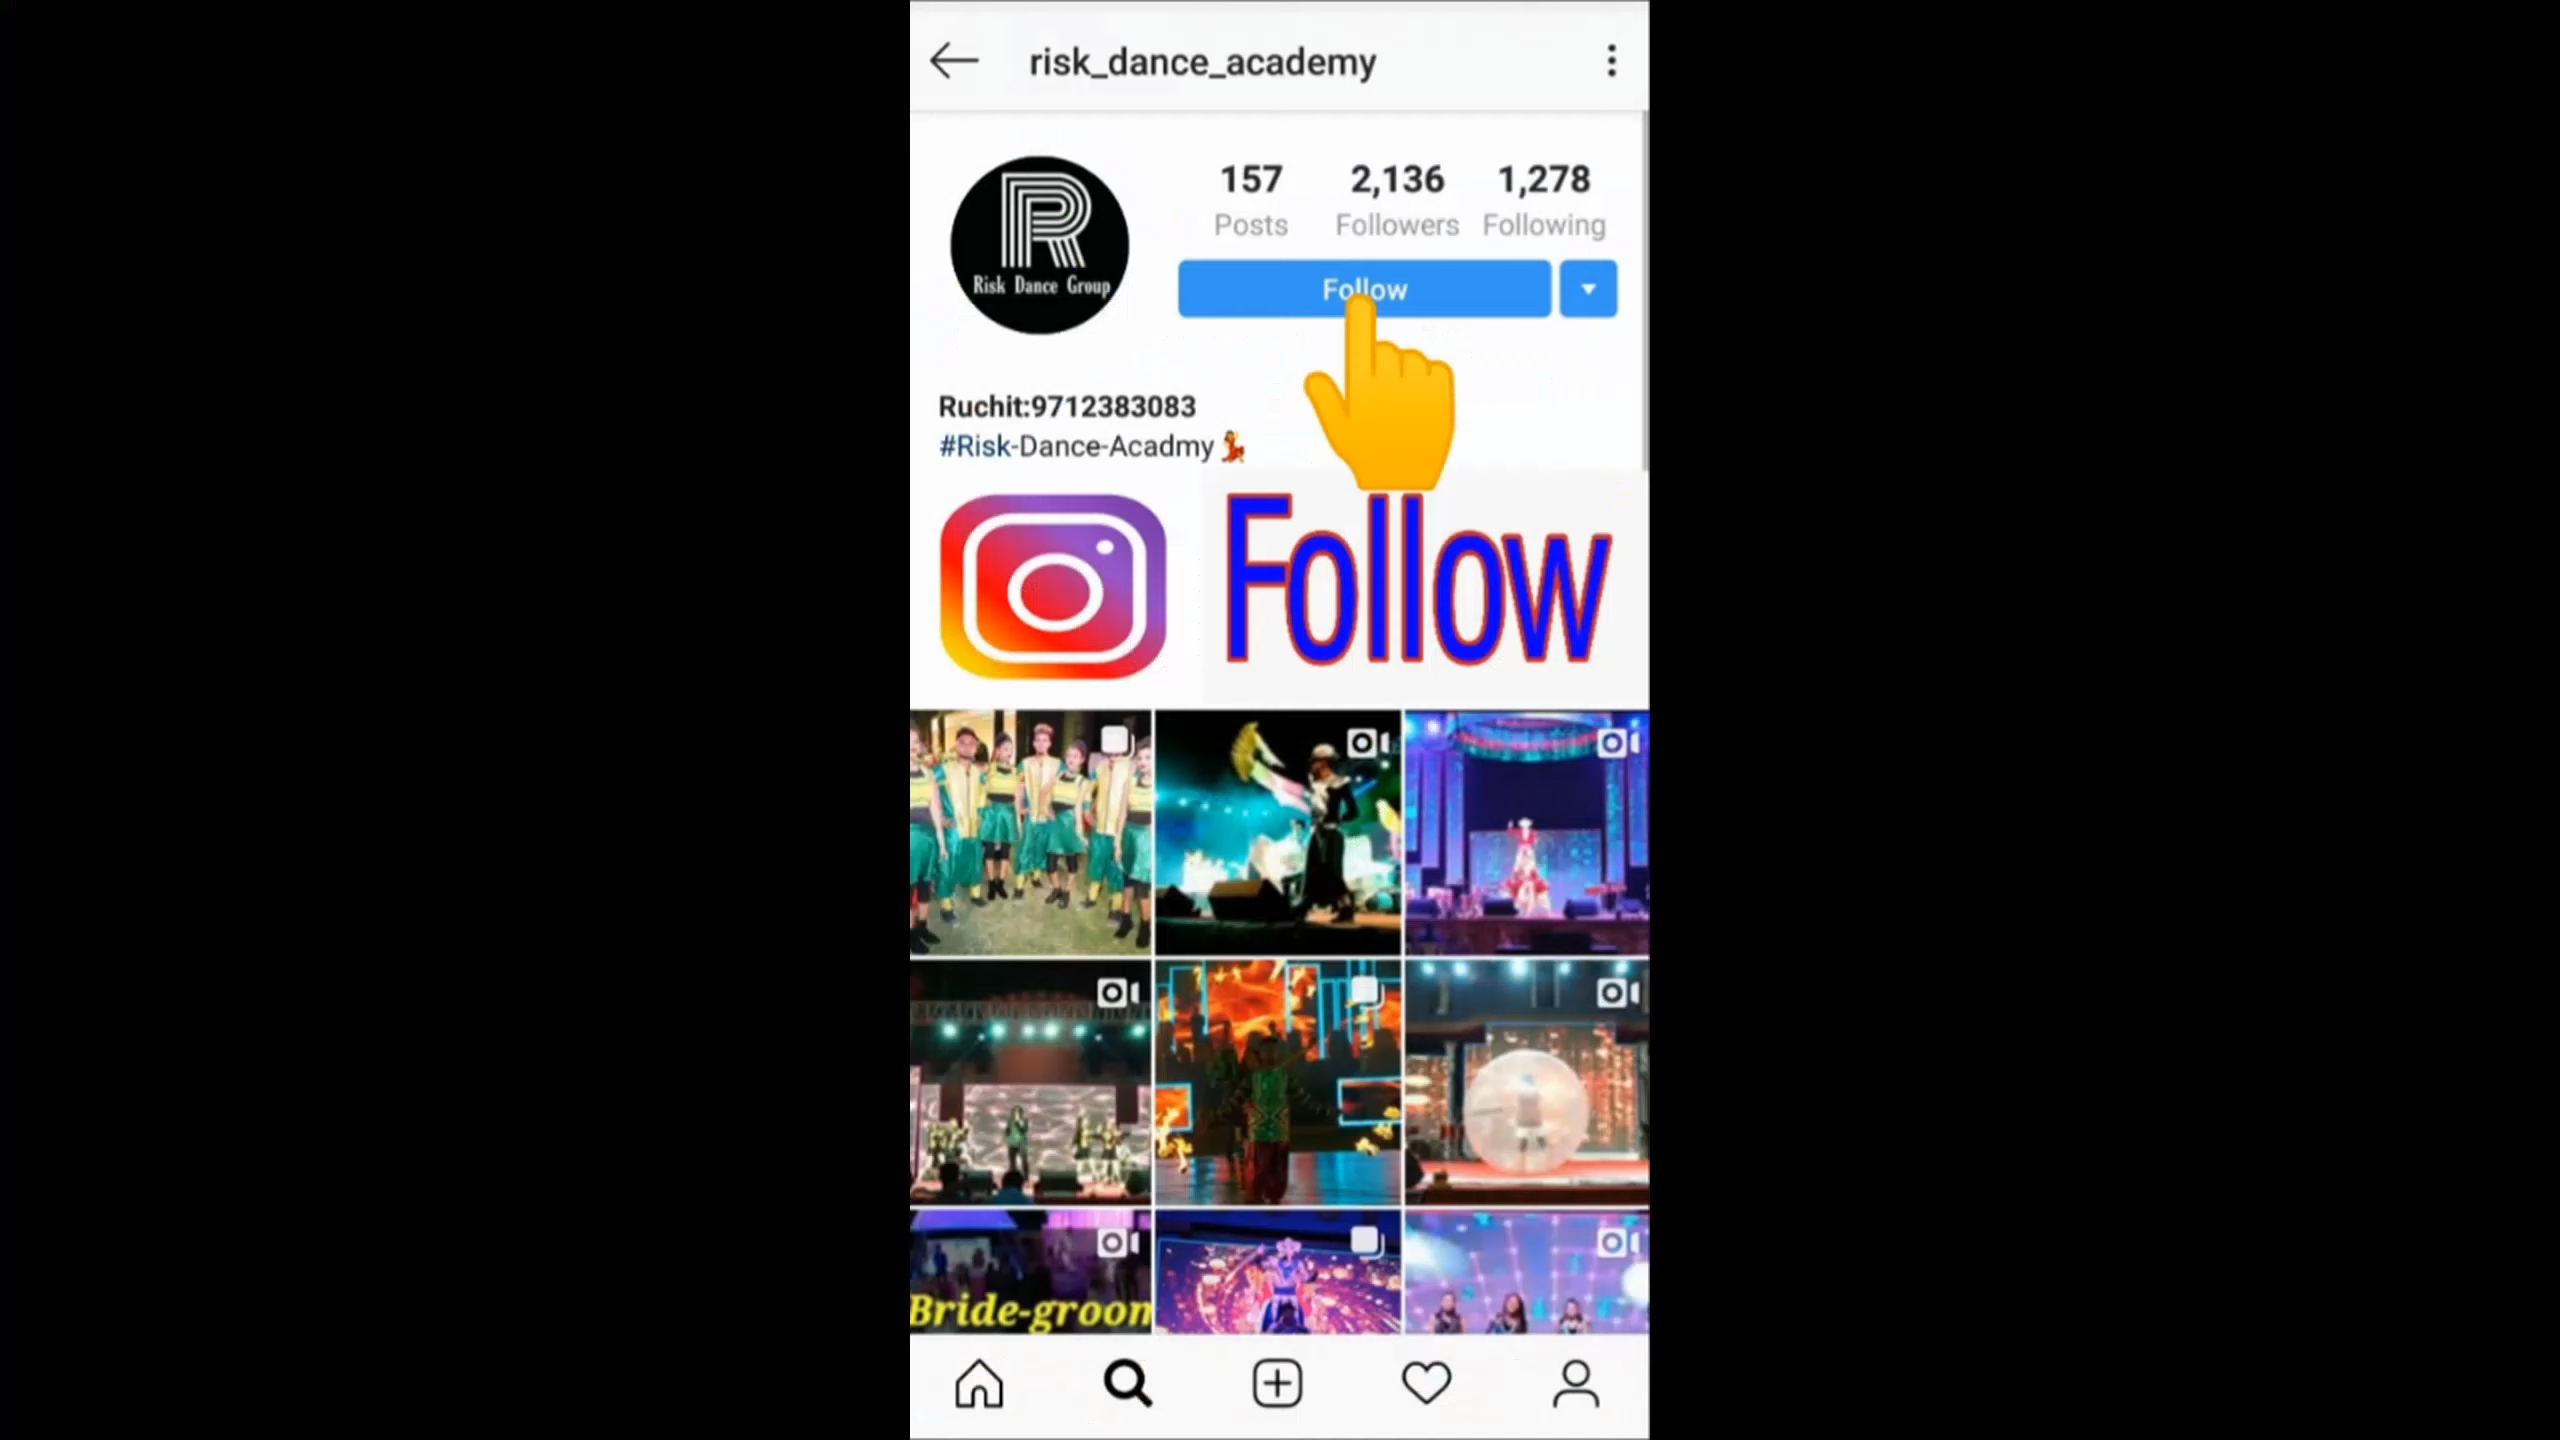 risk_dance_academy
157 2,136 1,278
Posts Followers Following
Risk Dance Group
Follow
Ruchit:9712383083
#Risk-Dance-Acadmy
Follow
Bride-groom